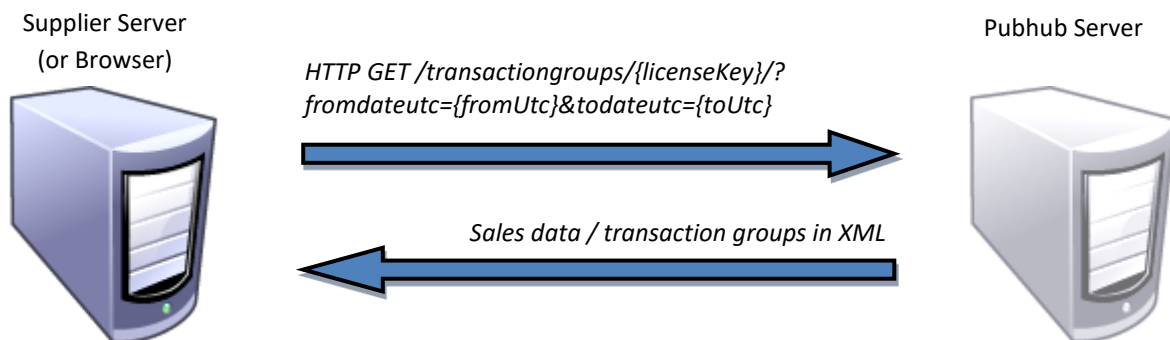 Supplier Server
(or Browser)
Pubhub Server
HTTP GET /transactiongroups/{licenseKey}/?
fromdateutc={fromUtc}&todateutc={toUtc}
Sales data / transaction groups in XML